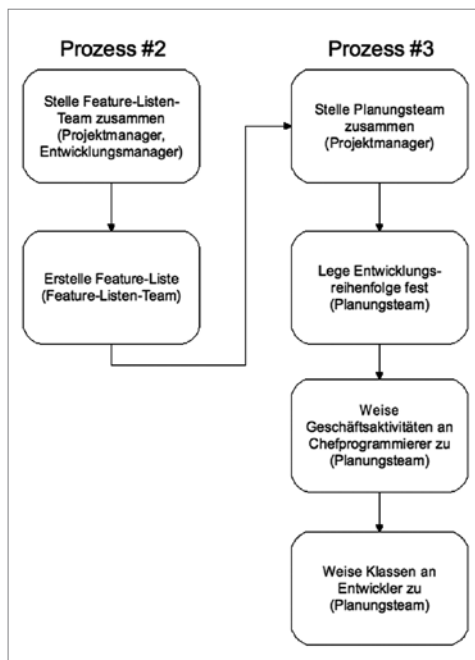 Prozess #2
Stelle Feature-Listen-
Team zusammen
(Projektmanager,
Entwicklungsmanager)
Erstelle Feature-Liste
(Feature-Listen-Team)
Prozess #3
Stelle Planungsteam
zusammen
(Projektmanager)
Lege Entwicklungs-
reihenfolge fest
(Planungsteam)
Weise
Geschäftsaktivitäten an
Chefprogrammierer zu
(Planungsteam)
Weise Klassen an
Entwickler zu
(Planungsteam)